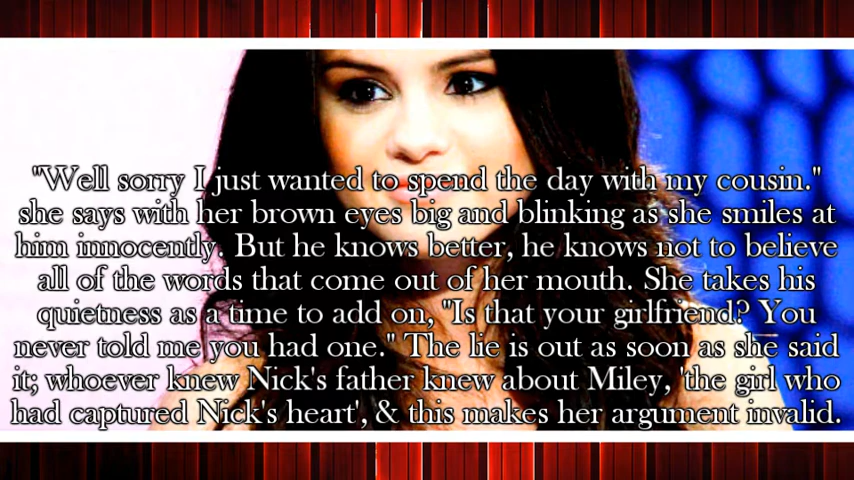 "Well sorry I just wanted to spend the day with my cousin."
she says with her brown eyes big and blinking as she smiles at
him innocently. But he knows better, he knows not to believe
all of the words that come out of her mouth. She takes his
quietness as a time to add on, "Is that your girlfriend? You
never told me you had one." The lie is out as soon as she said
it; whoever knew Nick's father knew about Miley, 'the girl who
had captured Nick's heart', & this makes her argument invalid.